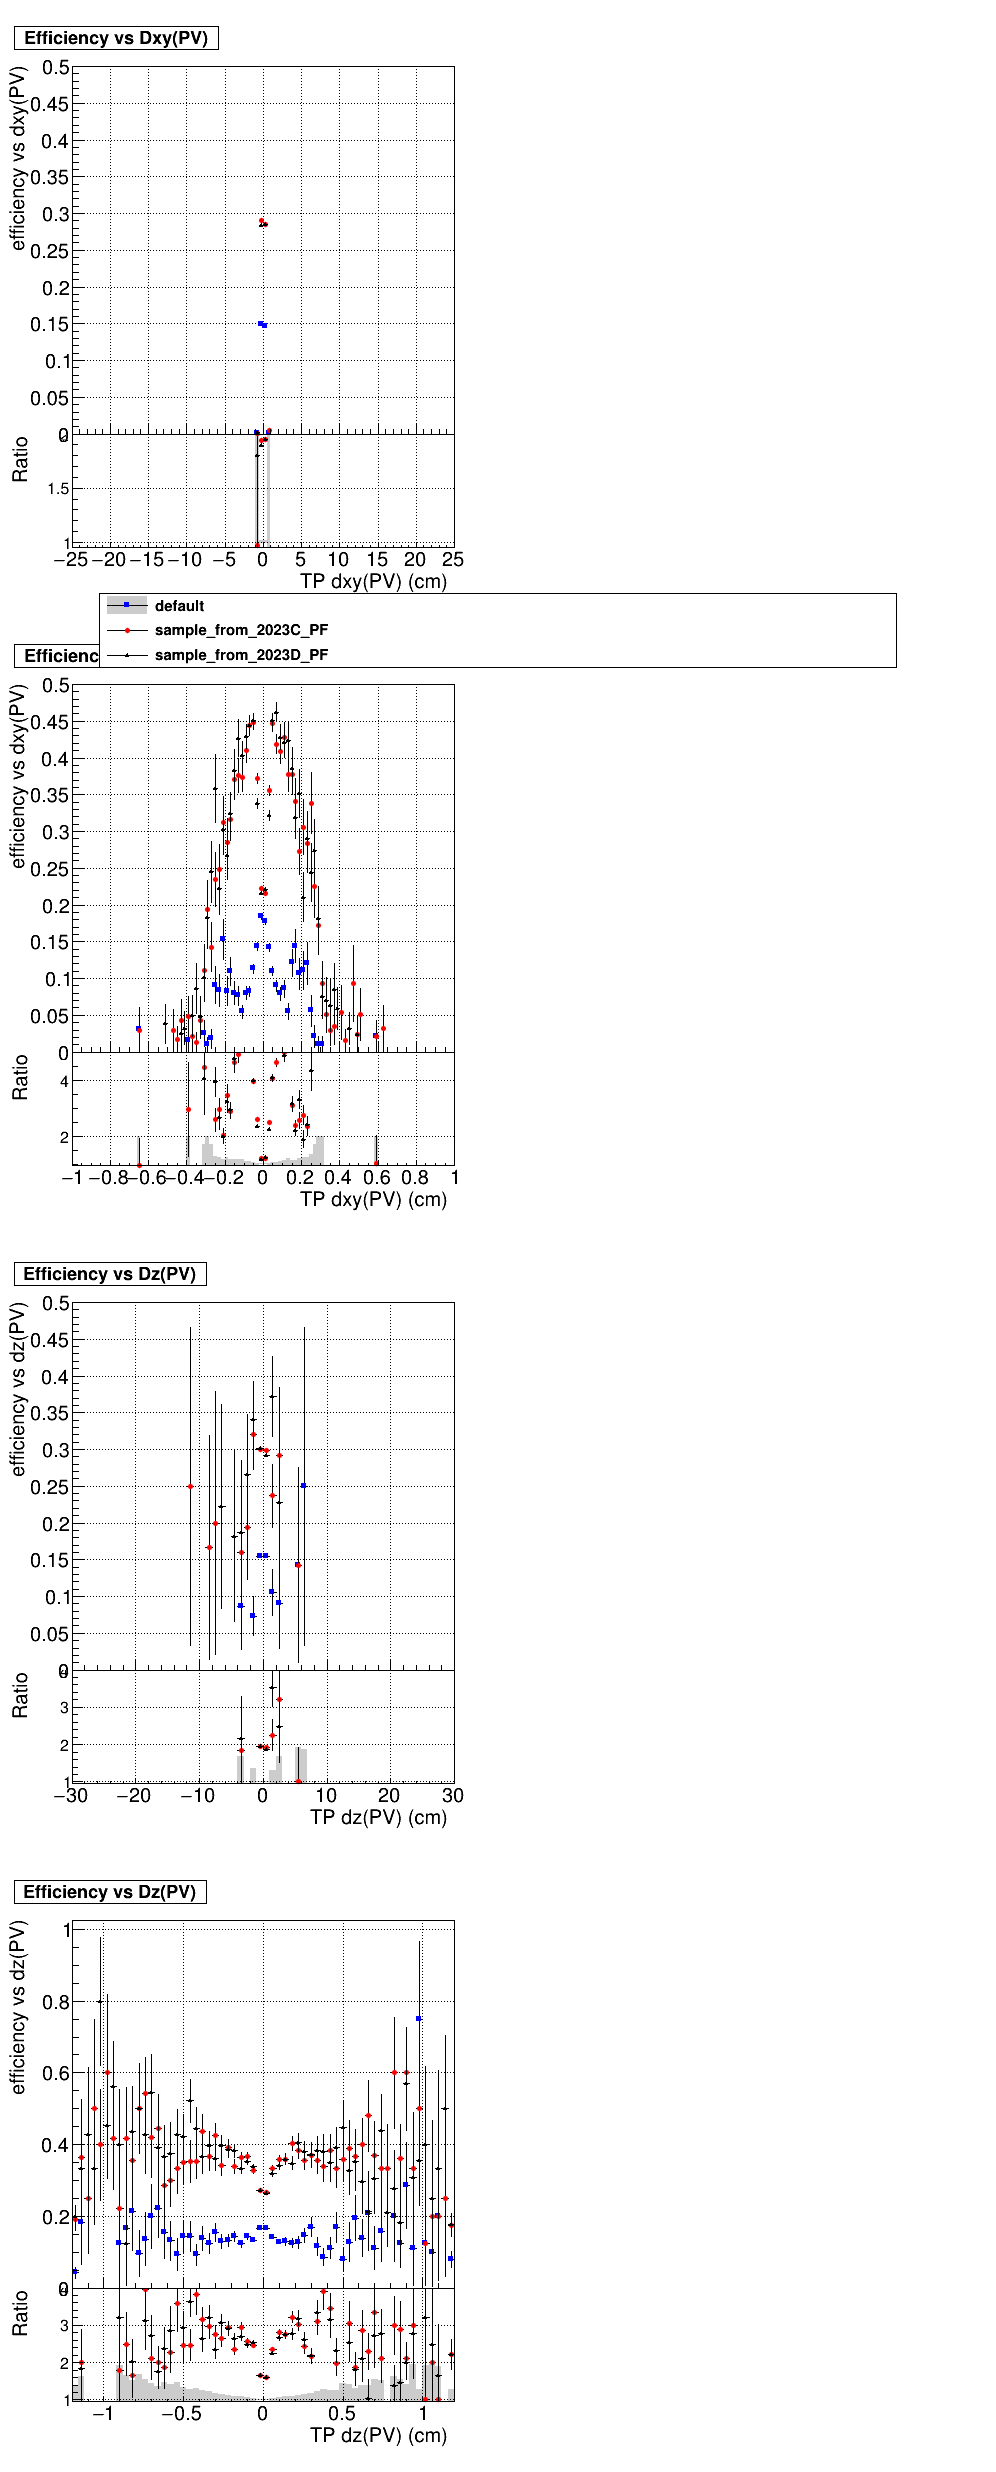 Efficiency vs Dxy(PV)
efficiency vs dxy(PV)
0.5
0.45
0.4
0.35
0.3
0.25
0.2
0.15
0.1
0.05
0
Ratio
2
1.5
1
−25 −20 −15 −10 −5 0 5 10 15 20 25
TP dxy(PV) (cm)
default
sample_from_2023C_PF
sample_from_2023D_PF
Efficienc
efficiency vs dxy(PV)
0.5
0.45
0.4
0.35
0.3
0.25
0.2
0.15
0.1
0.05
0
Ratio
4
2
−1 −0.8 −0.6 −0.4 −0.2 0 0.2 0.4 0.6 0.8 1
TP dxy(PV) (cm)
Efficiency vs Dz(PV)
efficiency vs dz(PV)
0.5
0.45
0.4
0.35
0.3
0.25
0.2
0.15
0.1
0.05
0
Ratio
3
2
1
−30 −20 −10 0 10 20 30
TP dz(PV) (cm)
Efficiency vs Dz(PV)
efficiency vs dz(PV)
1
0.8
0.6
0.4
0.2
0
Ratio
3
2
1
−1 −0.5 0 0.5 1
TP dz(PV) (cm)